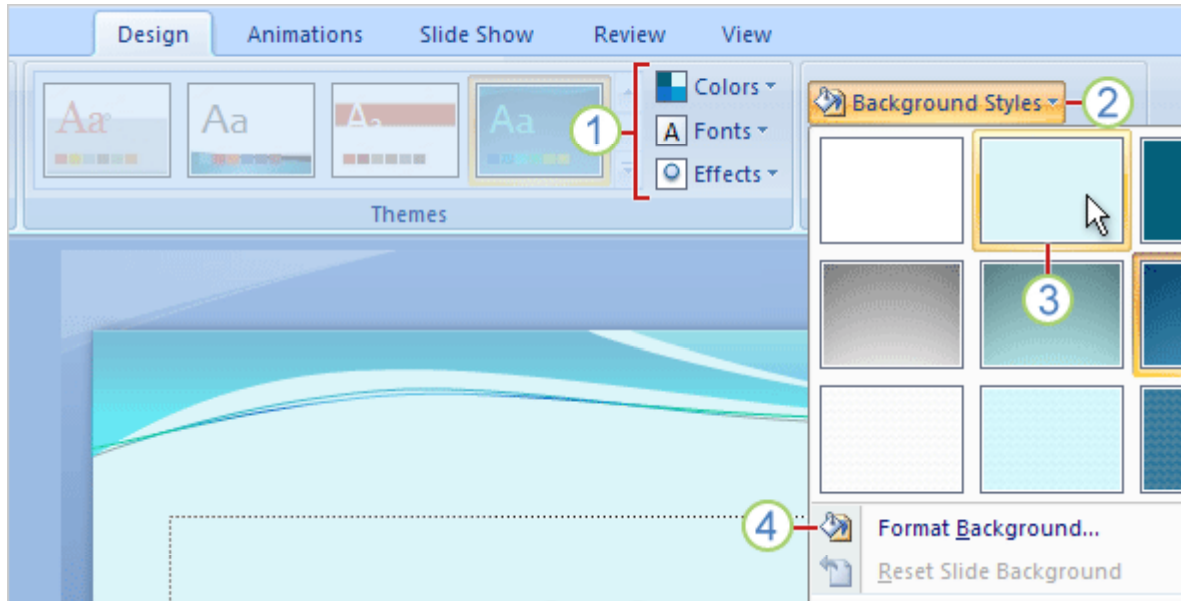 Design Animations Slide Show Review View
Aa Aa Aa Aa
1
Colors
Fonts
Effects
Themes
Background Styles 2
3
4 Format Background...
Reset Slide Background